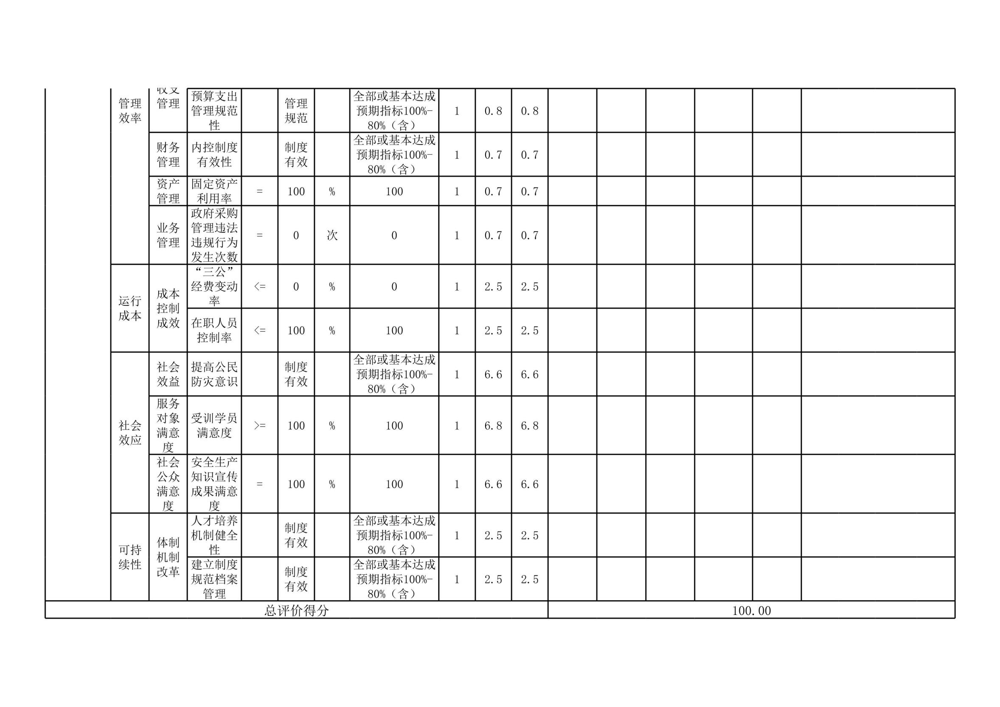 管理
效率
收支
管理
预算支出
管理规范
性
管理
规范
全部或基本达成
预期指标100%-
80%（含）
1
0.8
0.8
财务
管理
内控制度
有效性
制度
有效
全部或基本达成
预期指标100%-
80%（含）
1
0.7
0.7
资产
管理
固定资产
利用率
=
100
%
100
1
0.7
0.7
业务
管理
政府采购
管理违法
违规行为
发生次数
=
0
次
0
1
0.7
0.7
运行
成本
成本
控制
成效
“三公”
经费变动
率
<=
0
%
0
1
2.5
2.5
在职人员
控制率
<=
100
%
100
1
2.5
2.5
社会
效应
社会
效益
提高公民
防灾意识
制度
有效
全部或基本达成
预期指标100%-
80%（含）
1
6.6
6.6
服务
对象
满意
度
受训学员
满意度
>=
100
%
100
1
6.8
6.8
社会
公众
满意
度
安全生产
知识宣传
成果满意
度
=
100
%
100
1
6.6
6.6
可持
续性
体制
机制
改革
人才培养
机制健全
性
制度
有效
全部或基本达成
预期指标100%-
80%（含）
1
2.5
2.5
建立制度
规范档案
管理
制度
有效
全部或基本达成
预期指标100%-
80%（含）
1
2.5
2.5
总评价得分
100.00